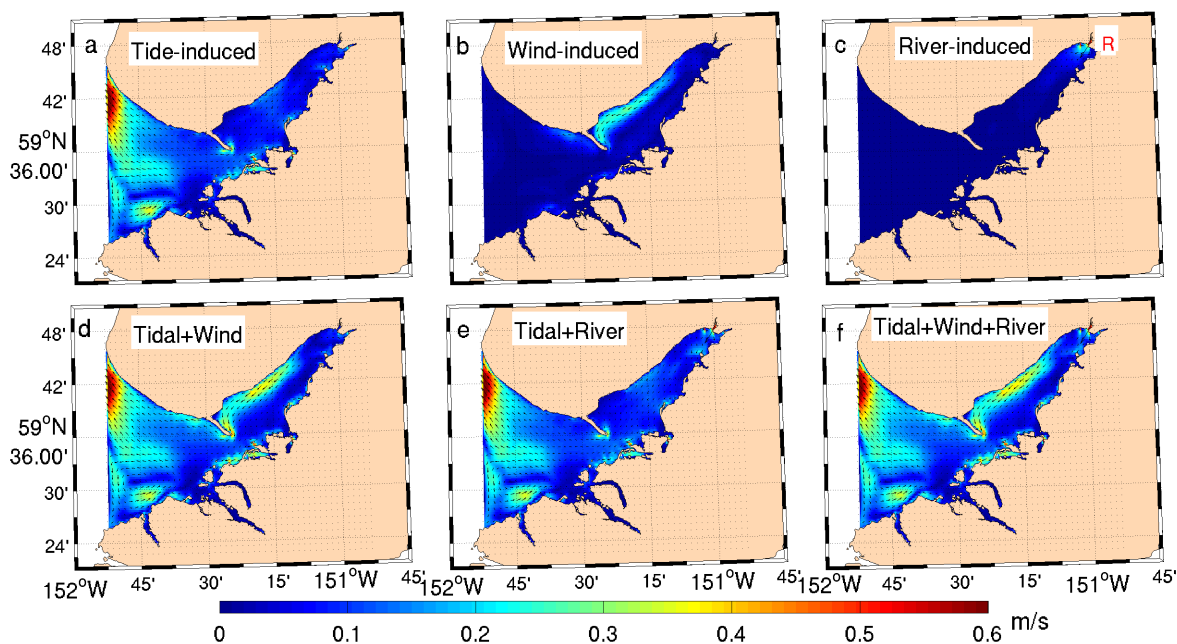 a Tide-induced
b Wind-induced
c River-induced R
48'
42'
59°N
36.00'
30'
24'
d Tidal+Wind
e Tidal+River
f Tidal+Wind+River
48'
42'
59°N
36.00'
30'
24'
152°W 45' 30' 15' 151°W 45'
152°W 45' 30' 15' 151°W 45'
152°W 45' 30' 15' 151°W 45'
m/s
0 0.1 0.2 0.3 0.4 0.5 0.6